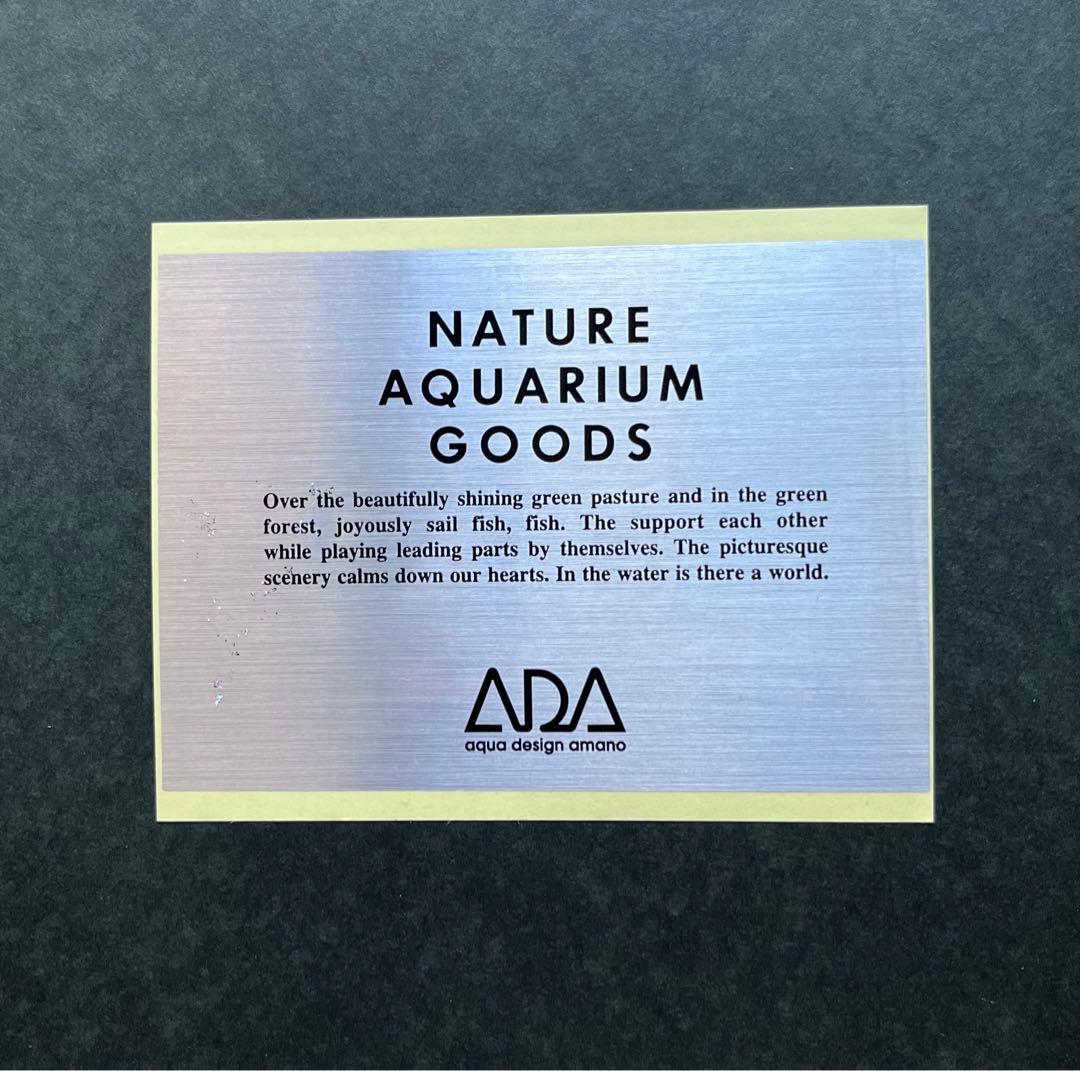 NATURE
AQUARIUM
GOODS
Over the beautifully shining green pasture and in the green
forest, joyously sail fish, fish. The support each other
while playing leading parts by themselves. The picturesque
scenery calms down our hearts. In the water is there a world.
ADA
aqua design amano